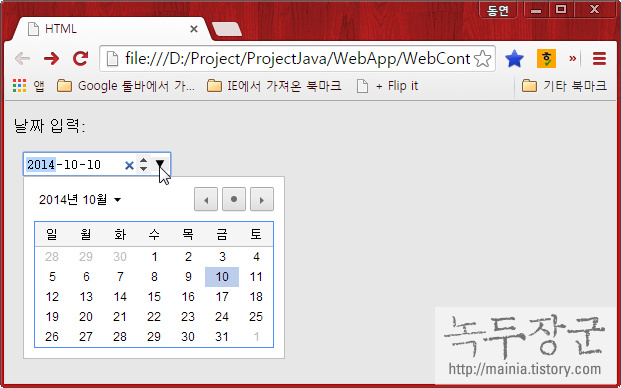 동면
HTML
file:///D:/Project/ProjectJava/WebApp/WebCont
앱 Google 툴바에서 가... IE에서 가져온 북마크 + Flip it » 기타 북마크
날짜 입력:
2014-10-10
2014년 10월
일 월 화 수 목 금 토
28 29 30 1 2 3 4
5 6 7 8 9 10 11
12 13 14 15 16 17 18
19 20 21 22 23 24 25
26 27 28 29 30 31 1
녹두장군
http://mainia.tistory.com